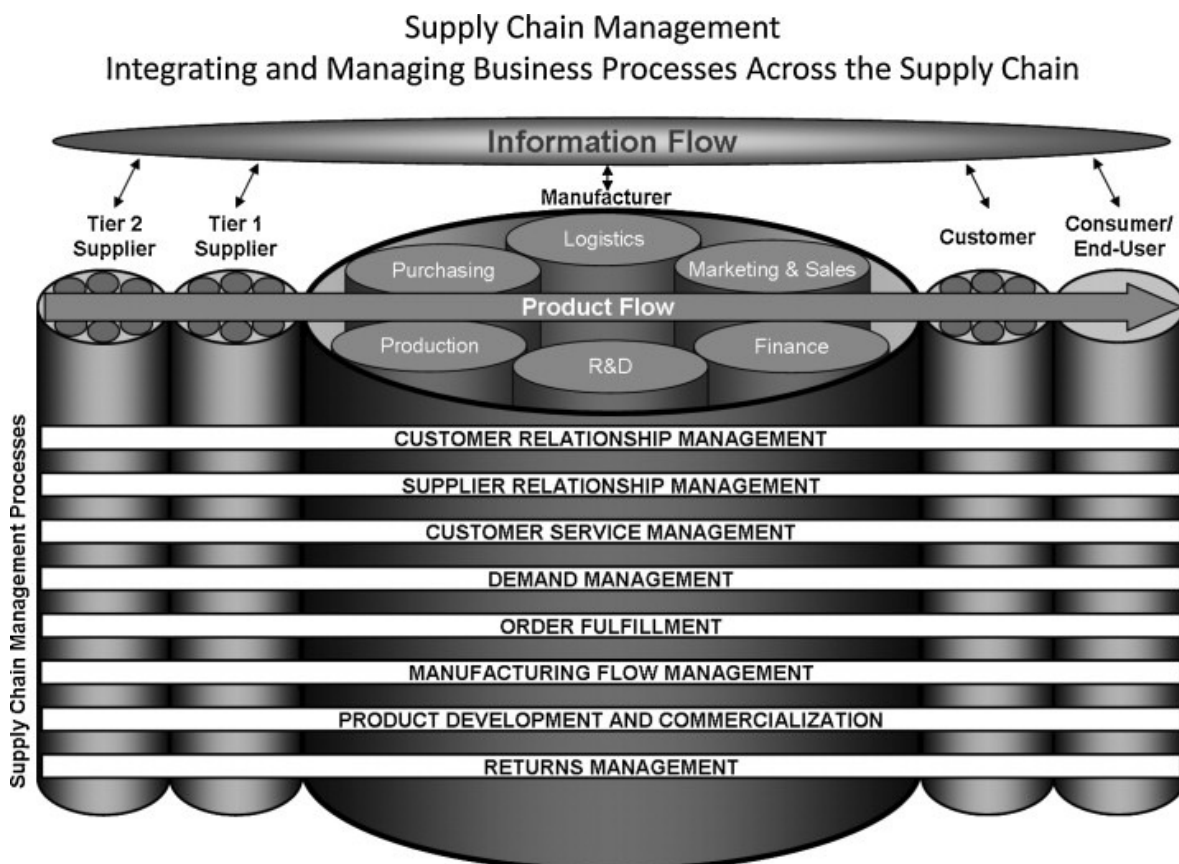 Supply Chain Management
Integrating and Managing Business Processes Across the Supply Chain
Information Flow
Manufacturer
Tier 2
Supplier
Tier 1
Supplier
Logistics
Purchasing
Marketing & Sales
Customer
Consumer/
End-User
Product Flow
Production
R&D
Finance
Supply Chain Management Processes
CUSTOMER RELATIONSHIP MANAGEMENT
SUPPLIER RELATIONSHIP MANAGEMENT
CUSTOMER SERVICE MANAGEMENT
DEMAND MANAGEMENT
ORDER FULFILLMENT
MANUFACTURING FLOW MANAGEMENT
PRODUCT DEVELOPMENT AND COMMERCIALIZATION
RETURNS MANAGEMENT